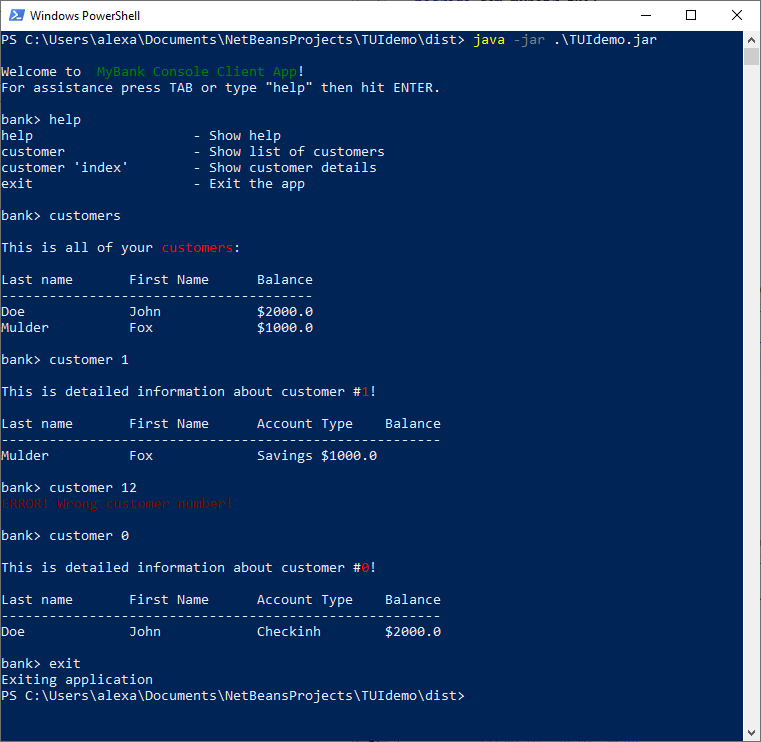 Windows PowerShell
PS C:\Users\alexa\Documents\NetBeansProjects\TUIdemo\dist> java -jar .\TUIdemo.jar
Welcome to  MyBank Console Client App!
For assistance press TAB or type "help" then hit ENTER.
bank> help
help                    - Show help
customer                - Show list of customers
customer 'index'        - Show customer details
exit                    - Exit the app
bank> customers
This is all of your customers:
Last name       First Name      Balance
---------------------------------------
Doe             John            $2000.0
Mulder          Fox             $1000.0
bank> customer 1
This is detailed information about customer #1!
Last name       First Name      Account Type    Balance
-------------------------------------------------------
Mulder          Fox             Savings $1000.0
bank> customer 12
ERROR! Wrong customer number!
bank> customer 0
This is detailed information about customer #0!
Last name       First Name      Account Type    Balance
-------------------------------------------------------
Doe             John            Checkinh        $2000.0
bank> exit
Exiting application
PS C:\Users\alexa\Documents\NetBeansProjects\TUIdemo\dist>